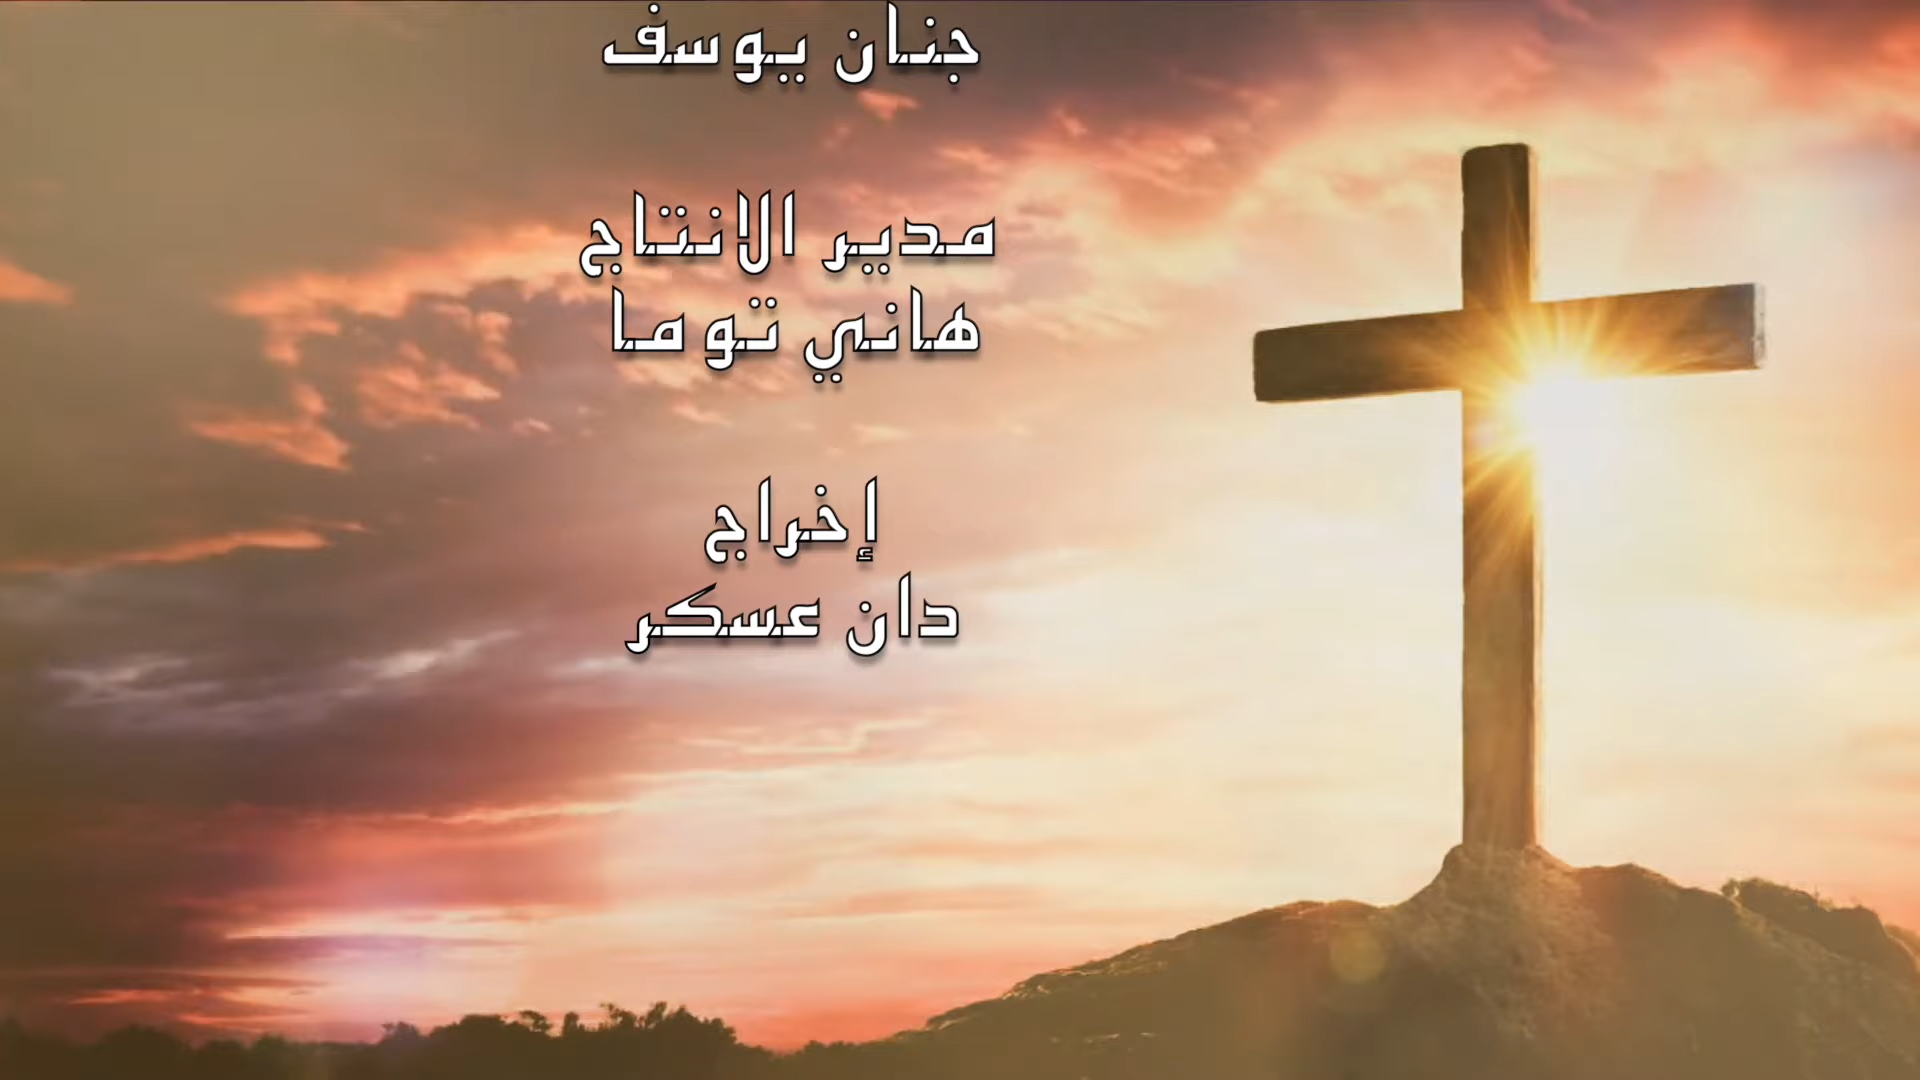 جنان يوسف
مدير الانتاج
هاني توما
إخراج
دان عسكر